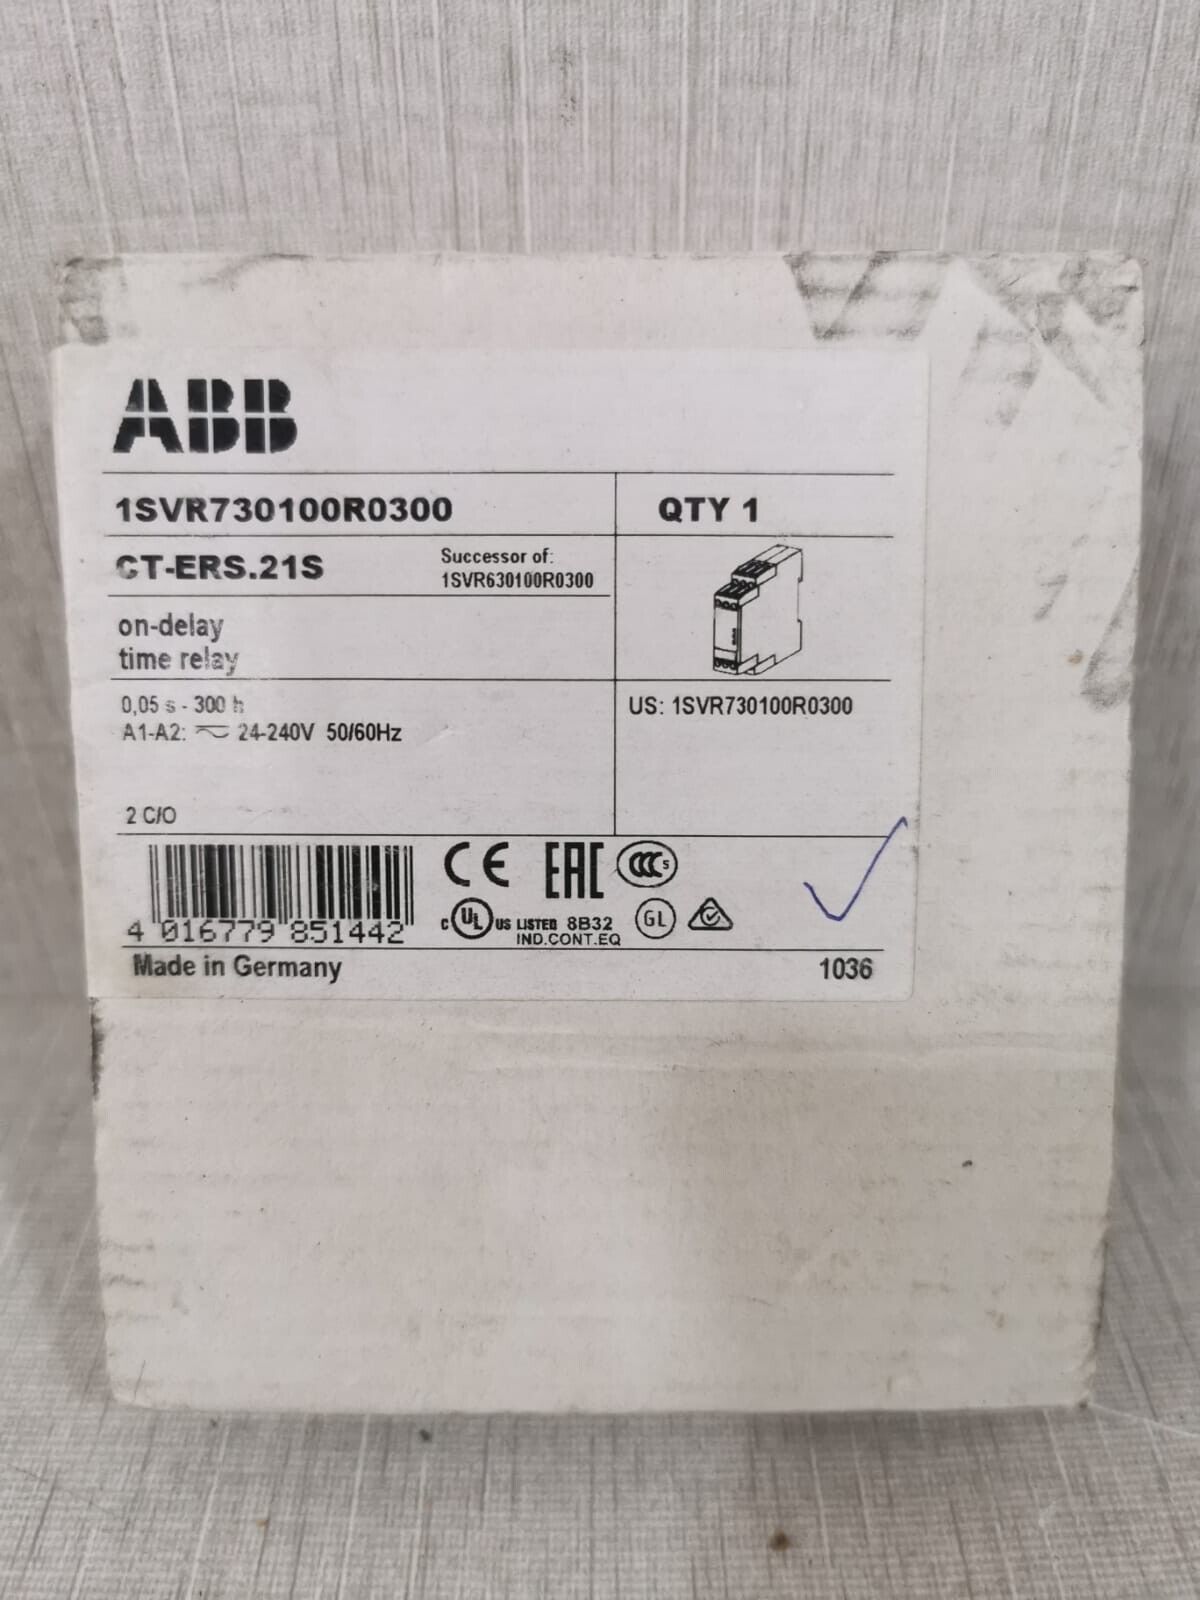 ABB
1SVR730100R0300
QTY 1
CT-ERS.21S
Successor of:
1SVR630100R0300
on-delay
time relay
0,05 s - 300 h
A1-A2: 24-240V 50/60Hz
US: 1SVR730100R0300
2 C/O
CE EAC CCC S
C UL US LISTED 8B32
IND.CONT.EQ
GL
4 016779 851442
Made in Germany
1036